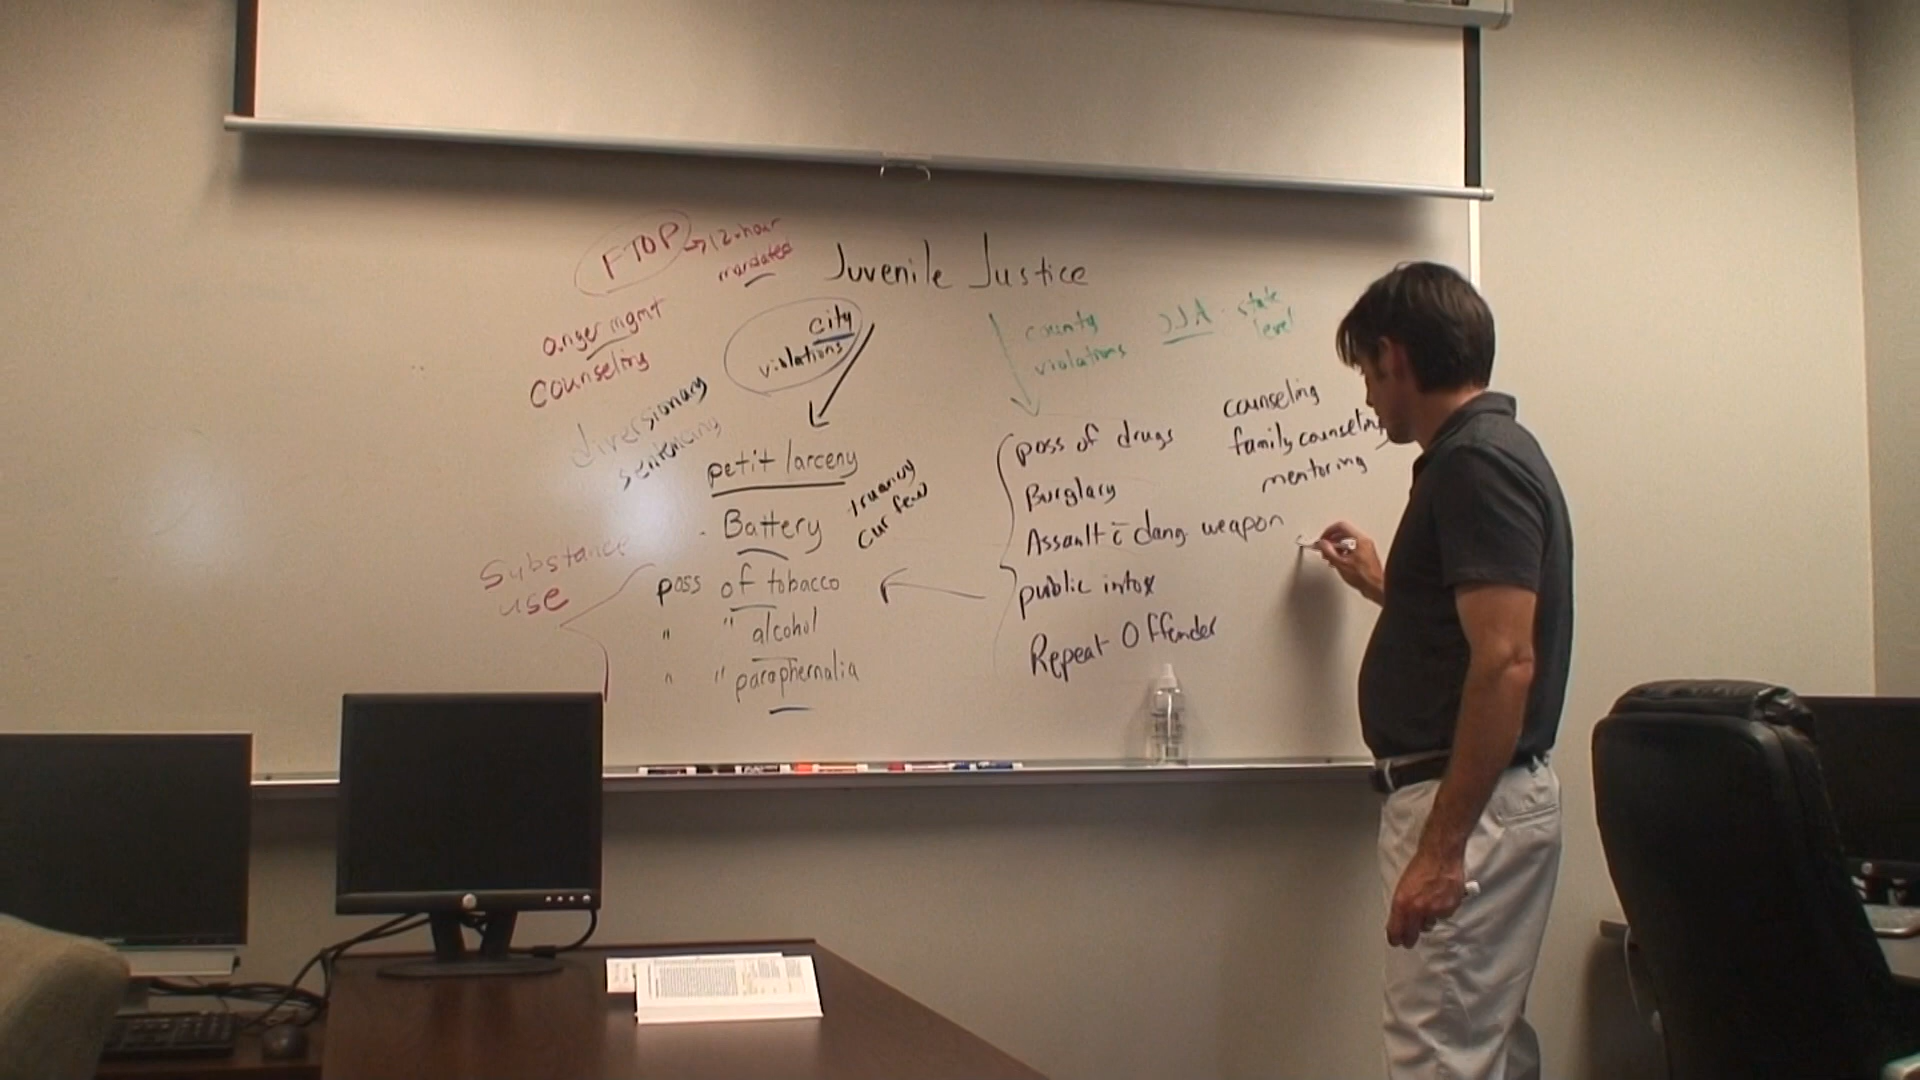 Juvenile Justice
FTOP → 12-hour
mandated
anger mgmt
counseling
diversionary
sentencing
city
violations
petit larceny
Battery
truancy
curfew
Substance
use
poss of tobacco
" " alcohol
" " paraphernalia
county
violations
OJA - state
level
poss of drugs
Burglary
Assault c̄ dang. weapon
public intox
Repeat Offender
counseling
family counseling
mentoring